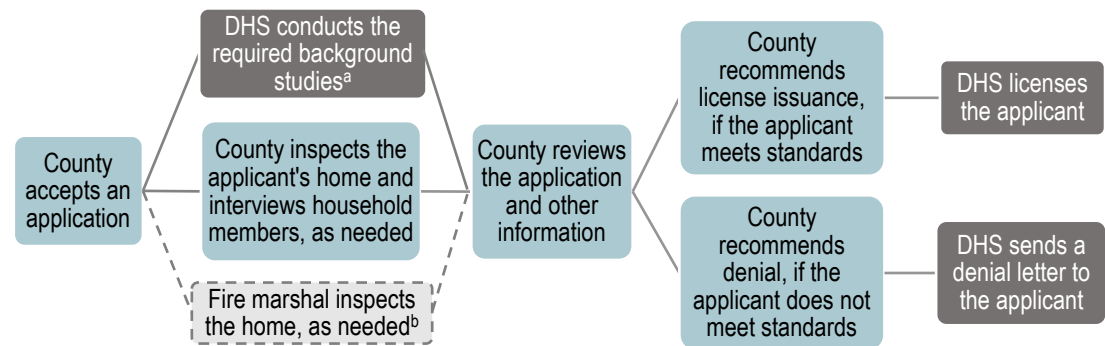 County
accepts an
application
DHS conducts the
required background
studiesᵃ
County inspects the
applicant's home and
interviews household
members, as needed
Fire marshal inspects
the home, as neededᵇ
County reviews
the application
and other
information
County
recommends
license issuance,
if the applicant
meets standards
DHS licenses
the applicant
County
recommends
denial, if the
applicant does not
meet standards
DHS sends a
denial letter to
the applicant